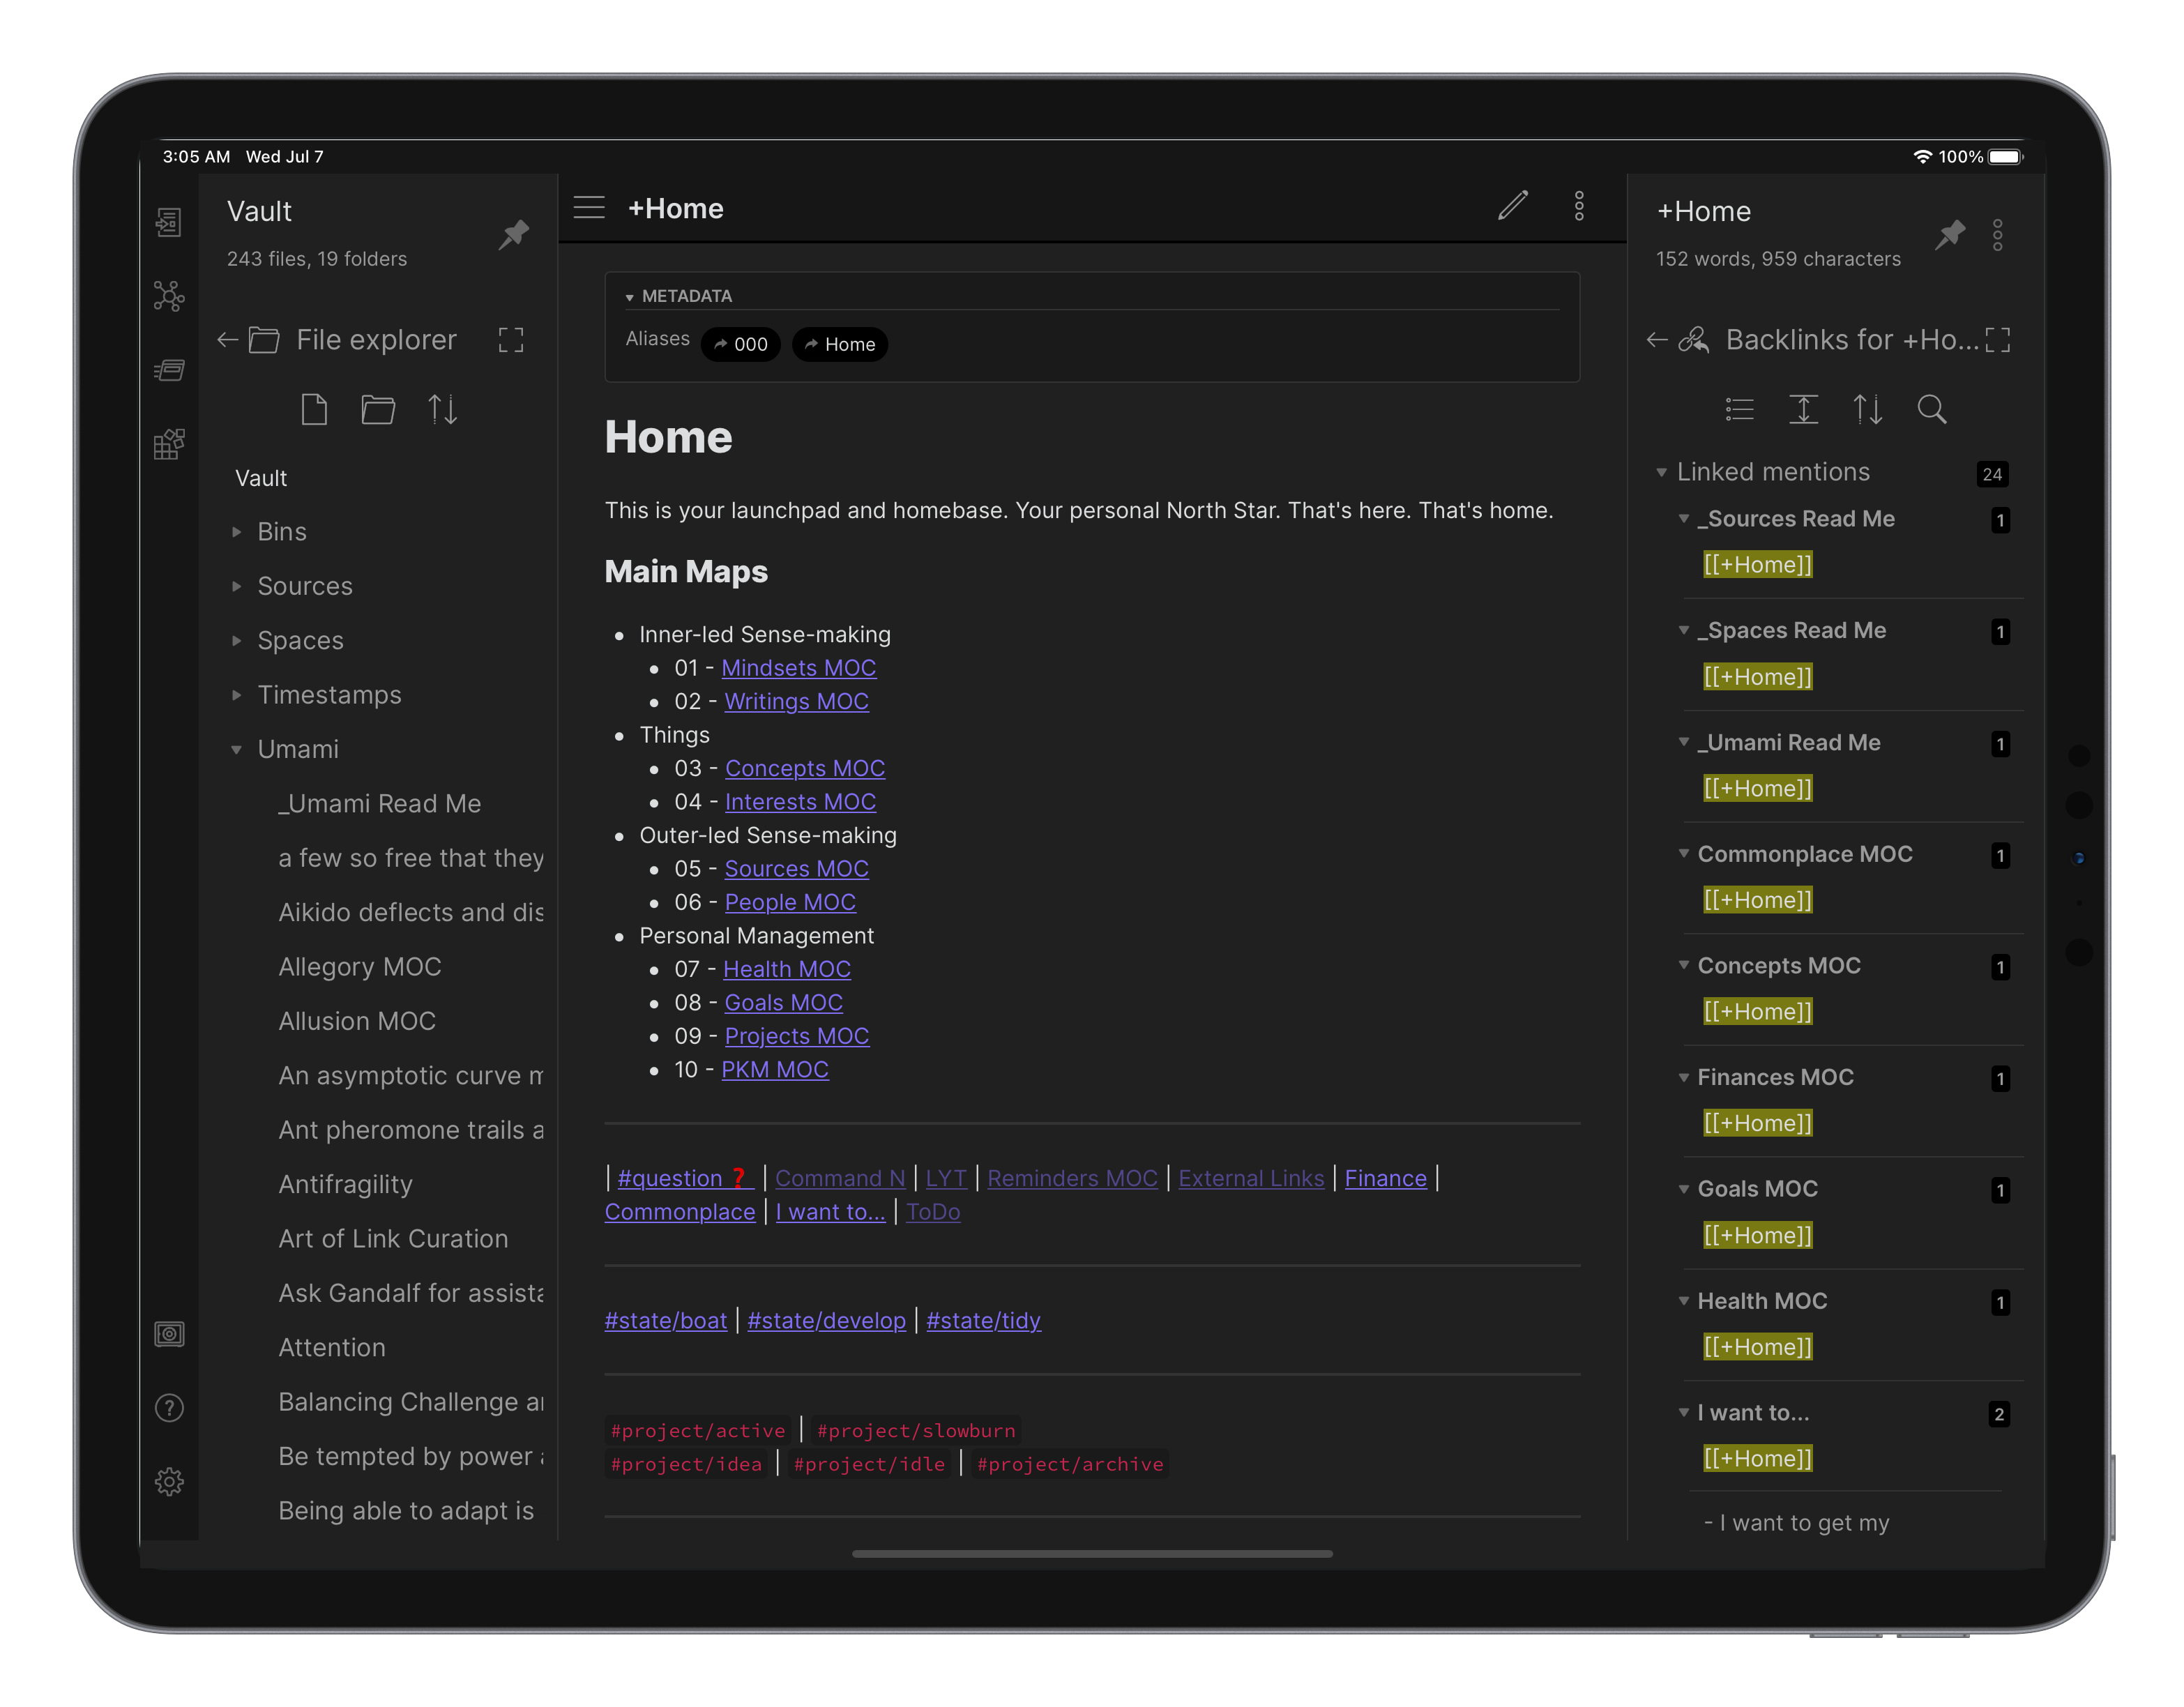 3:05 AM Wed Jul 7
100%
Vault
243 files, 19 folders
File explorer
Vault
Bins
Sources
Spaces
Timestamps
Umami
_Umami Read Me
a few so free that they
Aikido deflects and dis
Allegory MOC
Allusion MOC
An asymptotic curve m
Ant pheromone trails a
Antifragility
Art of Link Curation
Ask Gandalf for assista
Attention
Balancing Challenge a
Be tempted by power
Being able to adapt is
+Home
METADATA
Aliases 000 Home
Home
This is your launchpad and homebase. Your personal North Star. That's here. That's home.
Main Maps
• Inner-led Sense-making
• 01 - Mindsets MOC
• 02 - Writings MOC
• Things
• 03 - Concepts MOC
• 04 - Interests MOC
• Outer-led Sense-making
• 05 - Sources MOC
• 06 - People MOC
• Personal Management
• 07 - Health MOC
• 08 - Goals MOC
• 09 - Projects MOC
• 10 - PKM MOC
| #question❓ | Command N | LYT | Reminders MOC | External Links | Finance |
Commonplace | I want to... | ToDo
#state/boat | #state/develop | #state/tidy
#project/active | #project/slowburn
#project/idea | #project/idle | #project/archive
+Home
152 words, 959 characters
Backlinks for +Ho...
Linked mentions 24
_Sources Read Me 1
[[+Home]]
_Spaces Read Me 1
[[+Home]]
_Umami Read Me 1
[[+Home]]
Commonplace MOC 1
[[+Home]]
Concepts MOC 1
[[+Home]]
Finances MOC 1
[[+Home]]
Goals MOC 1
[[+Home]]
Health MOC 1
[[+Home]]
I want to... 2
[[+Home]]
- I want to get my